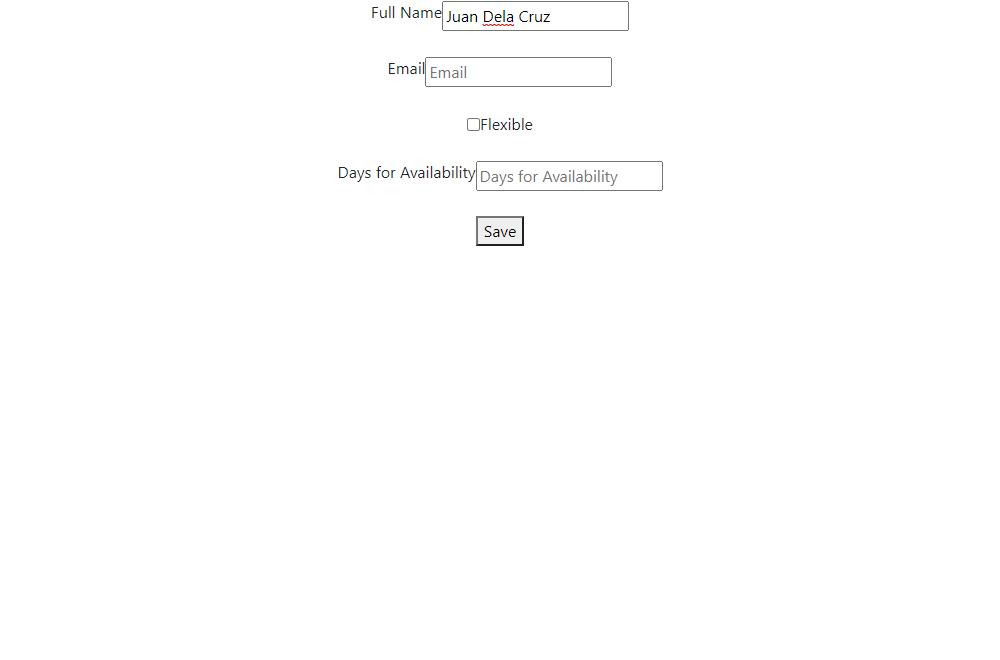 Full Name Juan Dela Cruz
Email Email
Flexible
Days for Availability Days for Availability
Save